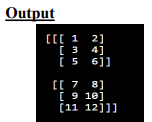 Output
[[[ 1  2]
[ 3  4]
[ 5  6]]
[[ 7  8]
[ 9 10]
[11 12]]]